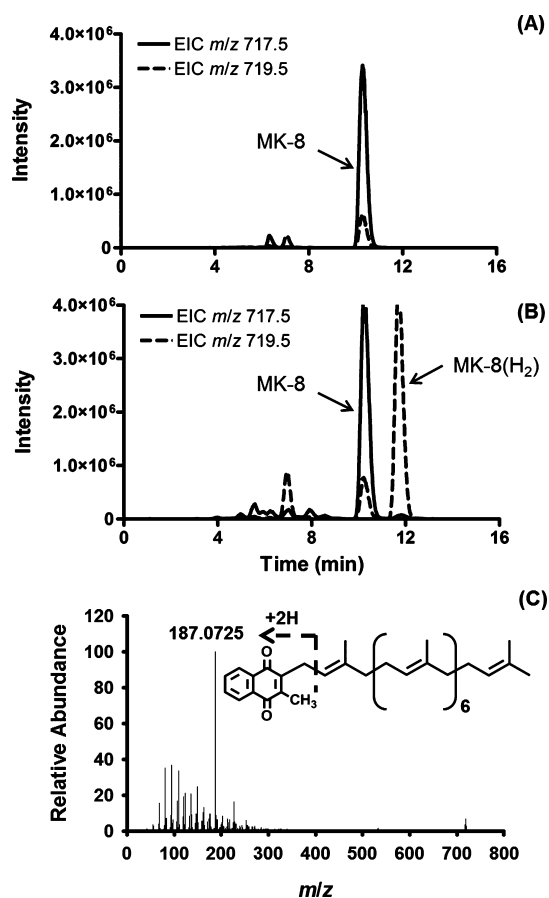 (A)
4.0×10⁶
3.0×10⁶
2.0×10⁶
1.0×10⁶
0
Intensity
EIC m/z 717.5
EIC m/z 719.5
MK-8
0 4 8 12 16
(B)
4.0×10⁶
3.0×10⁶
2.0×10⁶
1.0×10⁶
0
Intensity
EIC m/z 717.5
EIC m/z 719.5
MK-8
MK-8(H₂)
0 4 8 12 16
Time (min)
(C)
120
100
80
60
40
20
0
Relative Abundance
187.0725
+2H
O
O
CH₃
6
0 100 200 300 400 500 600 700 800
m/z